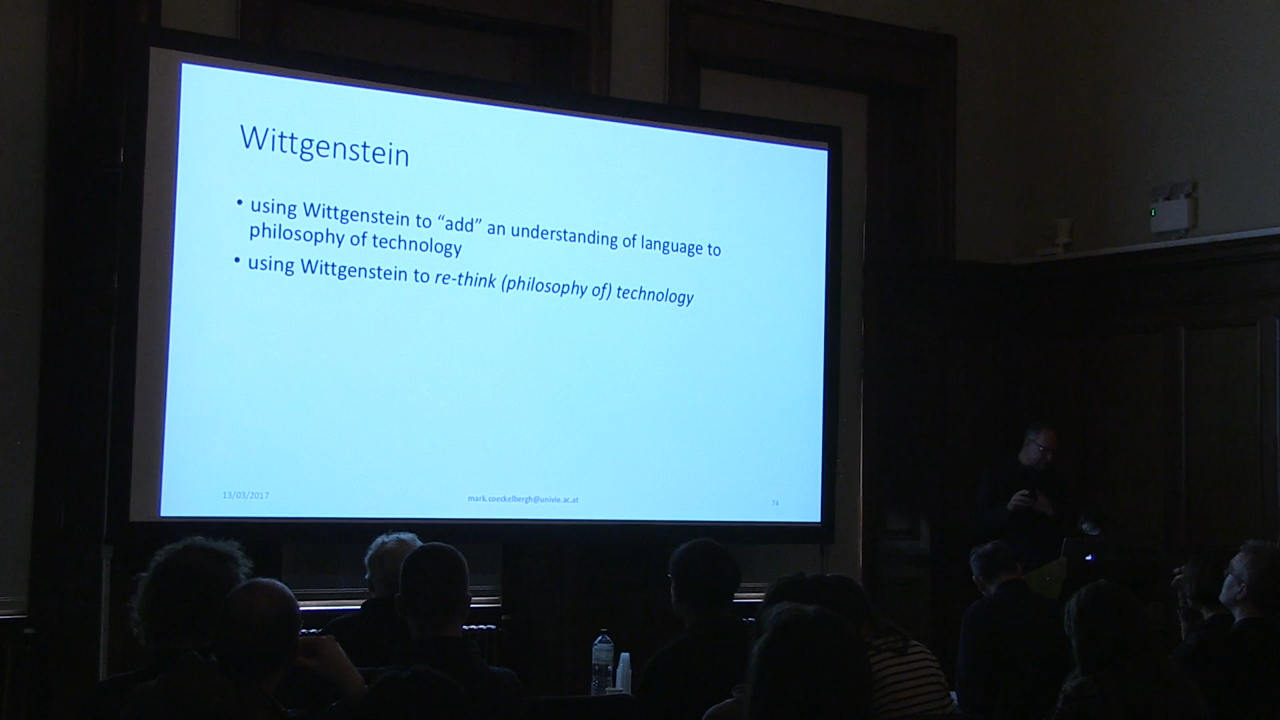 Wittgenstein
• using Wittgenstein to “add” an understanding of language to
philosophy of technology
• using Wittgenstein to re-think (philosophy of) technology
13/03/2017
mark.coeckelbergh@univie.ac.at
74